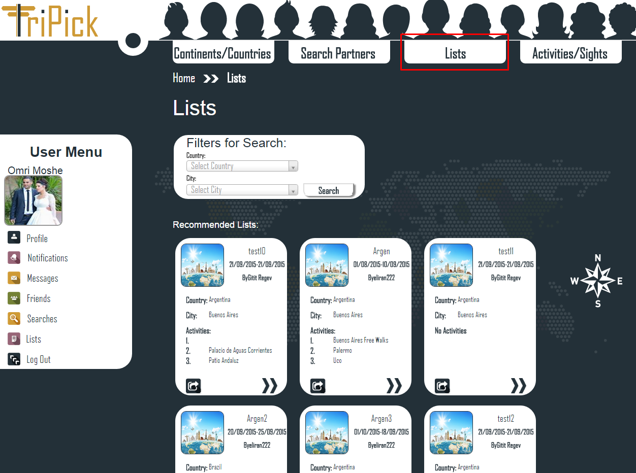 TriPick
Continents/Countries
Search Partners
Lists
Activities/Sights
Home >> Lists
Lists
User Menu
Omri Moshe
Profile
Notifications
Messages
Friends
Searches
Lists
Log Out
Filters for Search:
Country:
Select Country
City:
Select City
Search
Recommended Lists:
test10
21/08/2015-21/09/2015
ByGitit Regev
Country: Argentina
City: Buenos Aires
Activities:
1.
2. Palacio de Aguas Corrientes
3. Patio Andaluz
Argen
01/08/2015-10/09/2015
Byeliran222
Country: Argentina
City: Buenos Aires
Activities:
1. Buenos Aires Free Walks
2. Palermo
3. Uco
test11
21/08/2015-21/09/2015
ByGitit Regev
Country: Argentina
City: Buenos Aires
No Activities
N
W E
S
Argen2
20/08/2015-25/09/2015
Byeliran222
Country: Brazil
Argen3
01/10/2015-18/09/2015
Byeliran222
Country: Argentina
test12
21/08/2015-21/09/2015
ByGitit Regev
Country: Argentina